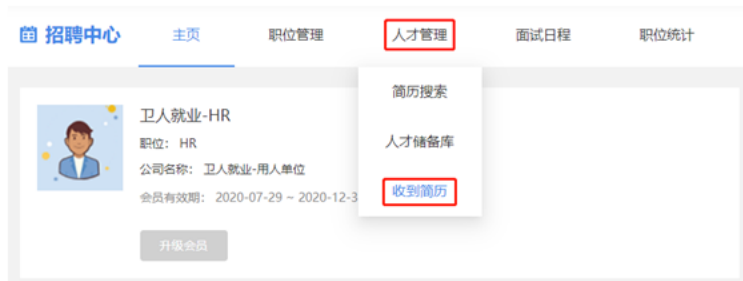 招聘中心 主页 职位管理 人才管理 面试日程 职位统计
简历搜索
人才储备库
收到简历
卫人就业-HR
职位: HR
公司名称: 卫人就业-用人单位
会员有效期: 2020-07-29 ~ 2020-12-3
升级会员